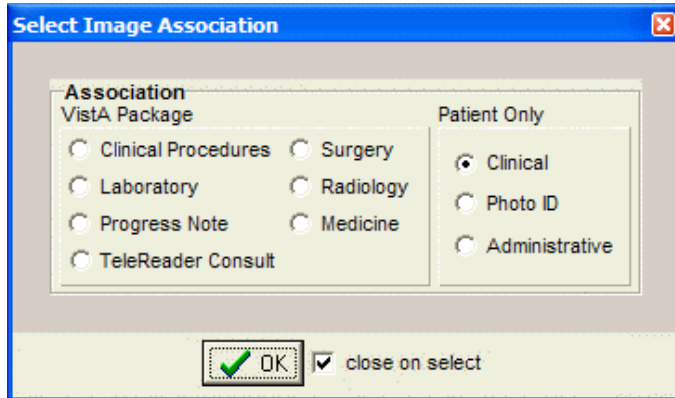 Select Image Association
Association
VistA Package
Patient Only
Clinical Procedures
Surgery
Laboratory
Radiology
Progress Note
Medicine
TeleReader Consult
Clinical
Photo ID
Administrative
OK
close on select